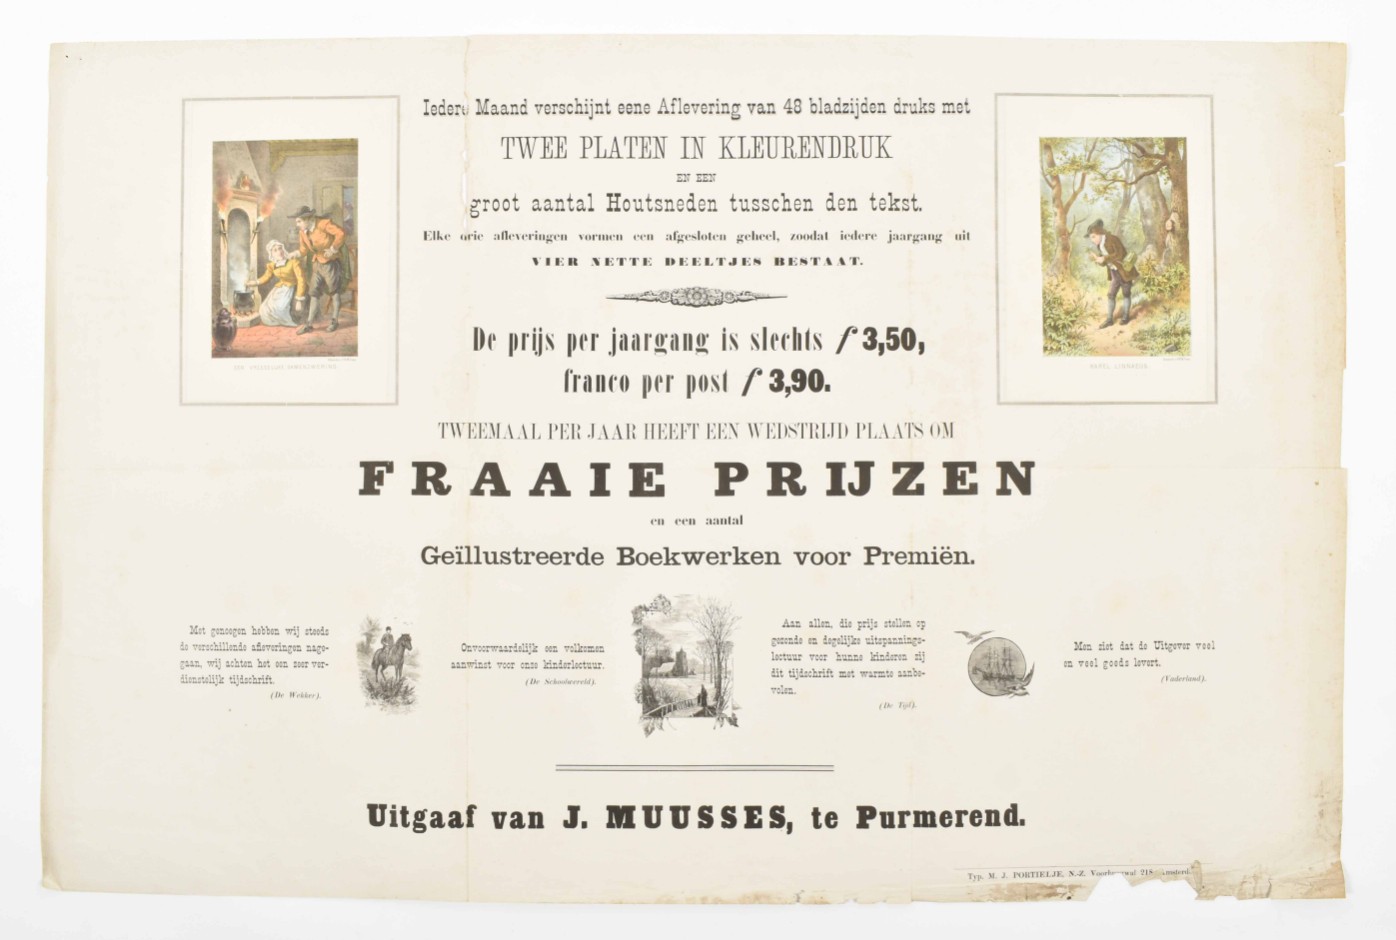 Iedere Maand verschijnt eene Aflevering van 48 bladzijden druks met
TWEE PLATEN IN KLEURENDRUK
EN EEN
groot aantal Houtsneden tusschen den tekst.
Elke drie afleveringen vormen een afgesloten geheel, zoodat iedere jaargang uit
VIER NETTE DEELTJES BESTAAT.
De prijs per jaargang is slechts ƒ 3,50,
franco per post ƒ 3,90.
TWEEMAAL PER JAAR HEEFT EEN WEDSTRIJD PLAATS OM
FRAAIE PRIJZEN
en een aantal
Geïllustreerde Boekwerken voor Premiën.
KAREL LINNAEUS.
Met genoegen hebben wij steeds
de verschillende afleveringen nage-
gaan, wij achten het een zeer ver-
dienstelijk tijdschrift.
(De Wekker).
Onvoorwaardelijk een volkomen
aanwinst voor onze kinderlectuur.
(De Schoolwereld).
Aan allen, die prijs stellen op
gezonde en degelijke uitspannings-
lectuur voor hunne kinderen zij
dit tijdschrift met warmte aanbe-
volen.
(De Tijd).
Men ziet dat de Uitgever veel
en veel goeds levert.
(Vaderland).
Uitgaaf van J. MUUSSES, te Purmerend.
Typ. M. J. PORTIELJE, N.-Z. 218